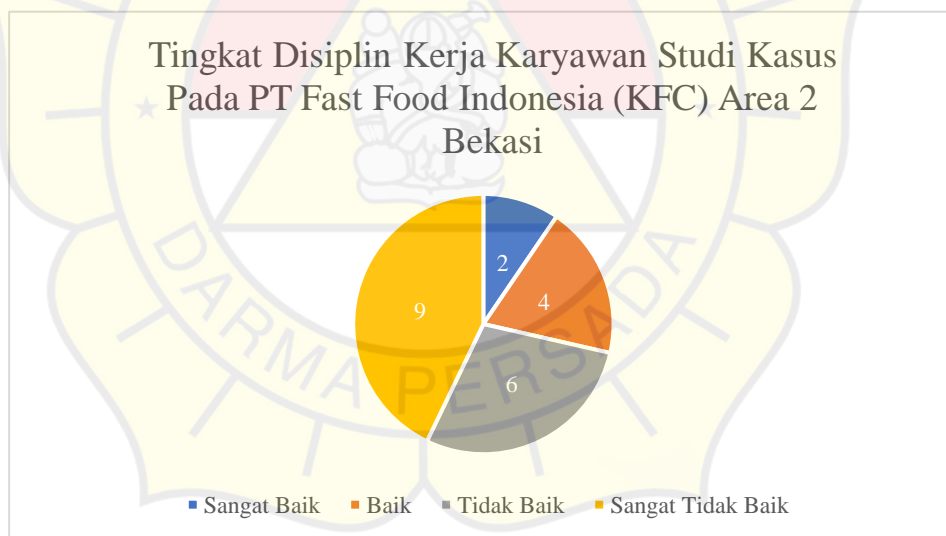 Tingkat Disiplin Kerja Karyawan Studi Kasus
Pada PT Fast Food Indonesia (KFC) Area 2
Bekasi
2
4
6
9
DARMA PERSADA
Sangat Baik Baik Tidak Baik Sangat Tidak Baik